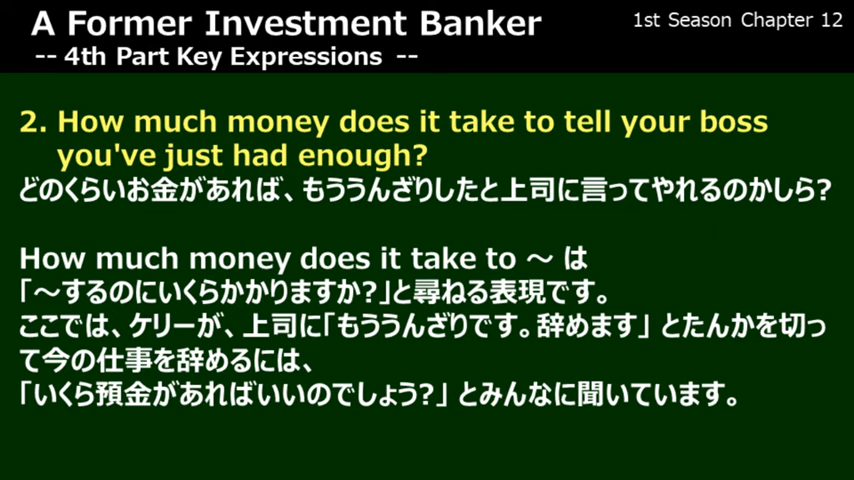 A Former Investment Banker
1st Season Chapter 12
-- 4th Part Key Expressions --
2. How much money does it take to tell your boss
you've just had enough?
どのくらいお金があれば、もううんざりしたと上司に言ってやれるのかしら?
How much money does it take to ～ は
「～するのにいくらかかりますか?」と尋ねる表現です。
ここでは、ケリーが、上司に「もううんざりです。辞めます」 とたんかを切っ
て今の仕事を辞めるには、
「いくら預金があればいいのでしょう?」 とみんなに聞いています。